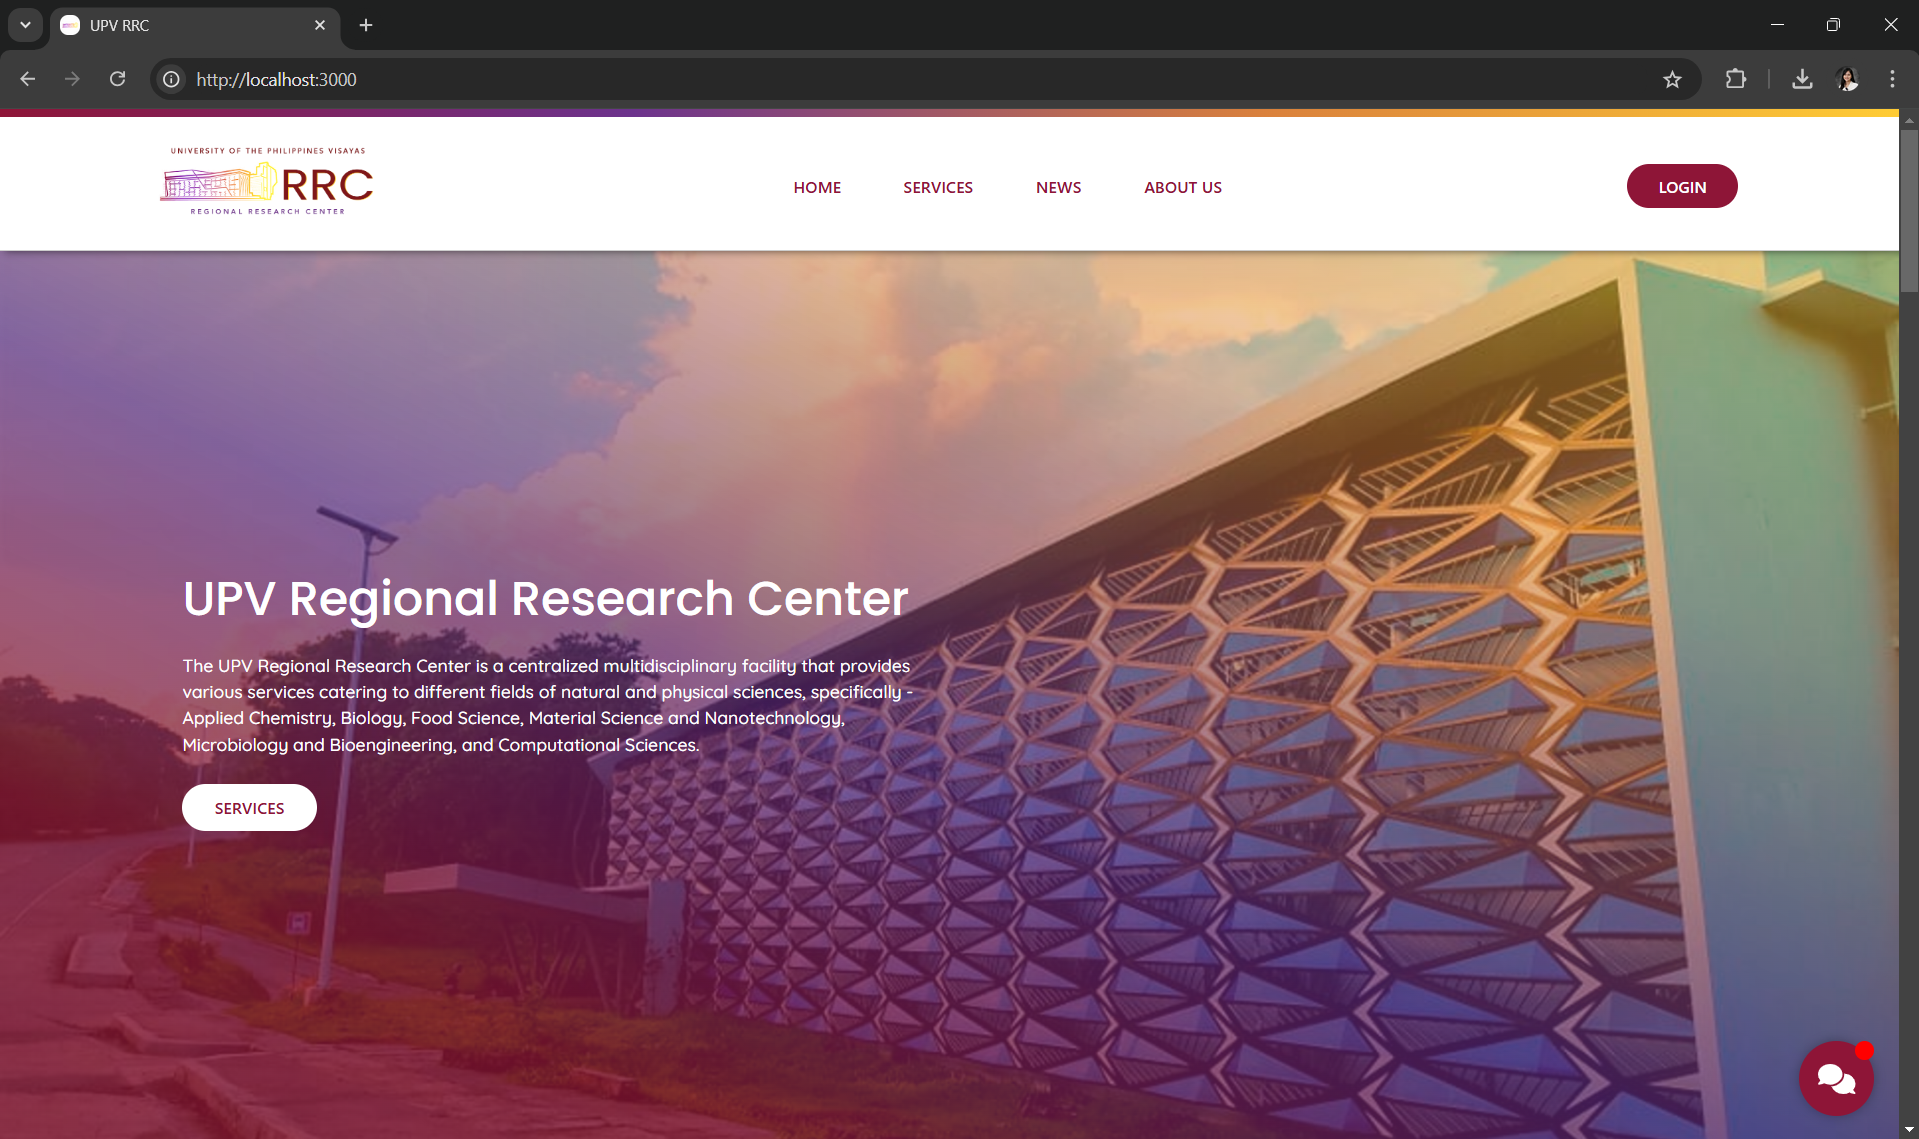 UPV RRC
http://localhost:3000
UNIVERSITY OF THE PHILIPPINES VISAYAS
RRC
REGIONAL RESEARCH CENTER
HOME
SERVICES
NEWS
ABOUT US
LOGIN
UPV Regional Research Center
The UPV Regional Research Center is a centralized multidisciplinary facility that provides
various services catering to different fields of natural and physical sciences, specifically -
Applied Chemistry, Biology, Food Science, Material Science and Nanotechnology,
Microbiology and Bioengineering, and Computational Sciences.
SERVICES